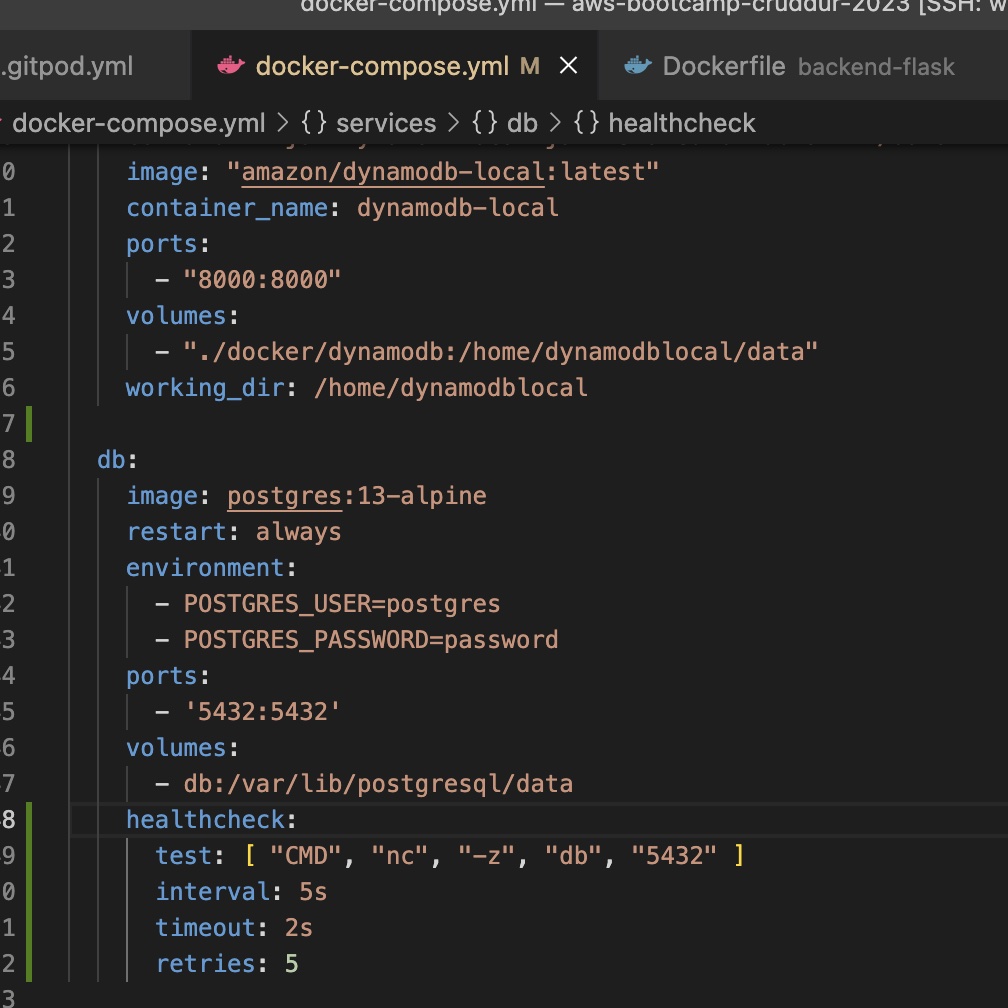 docker-compose.yml — aws-bootcamp-cruddur-2023 [SSH: w
.gitpod.yml docker-compose.yml M × Dockerfile backend-flask
docker-compose.yml > {} services > {} db > {} healthcheck
0 image: "amazon/dynamodb-local:latest"
1 container_name: dynamodb-local
2 ports:
3 - "8000:8000"
4 volumes:
5 - "./docker/dynamodb:/home/dynamodblocal/data"
6 working_dir: /home/dynamodblocal
7
8 db:
9 image: postgres:13-alpine
0 restart: always
1 environment:
2 - POSTGRES_USER=postgres
3 - POSTGRES_PASSWORD=password
4 ports:
5 - '5432:5432'
6 volumes:
7 - db:/var/lib/postgresql/data
8 healthcheck:
9 test: [ "CMD", "nc", "-z", "db", "5432" ]
0 interval: 5s
1 timeout: 2s
2 retries: 5
3